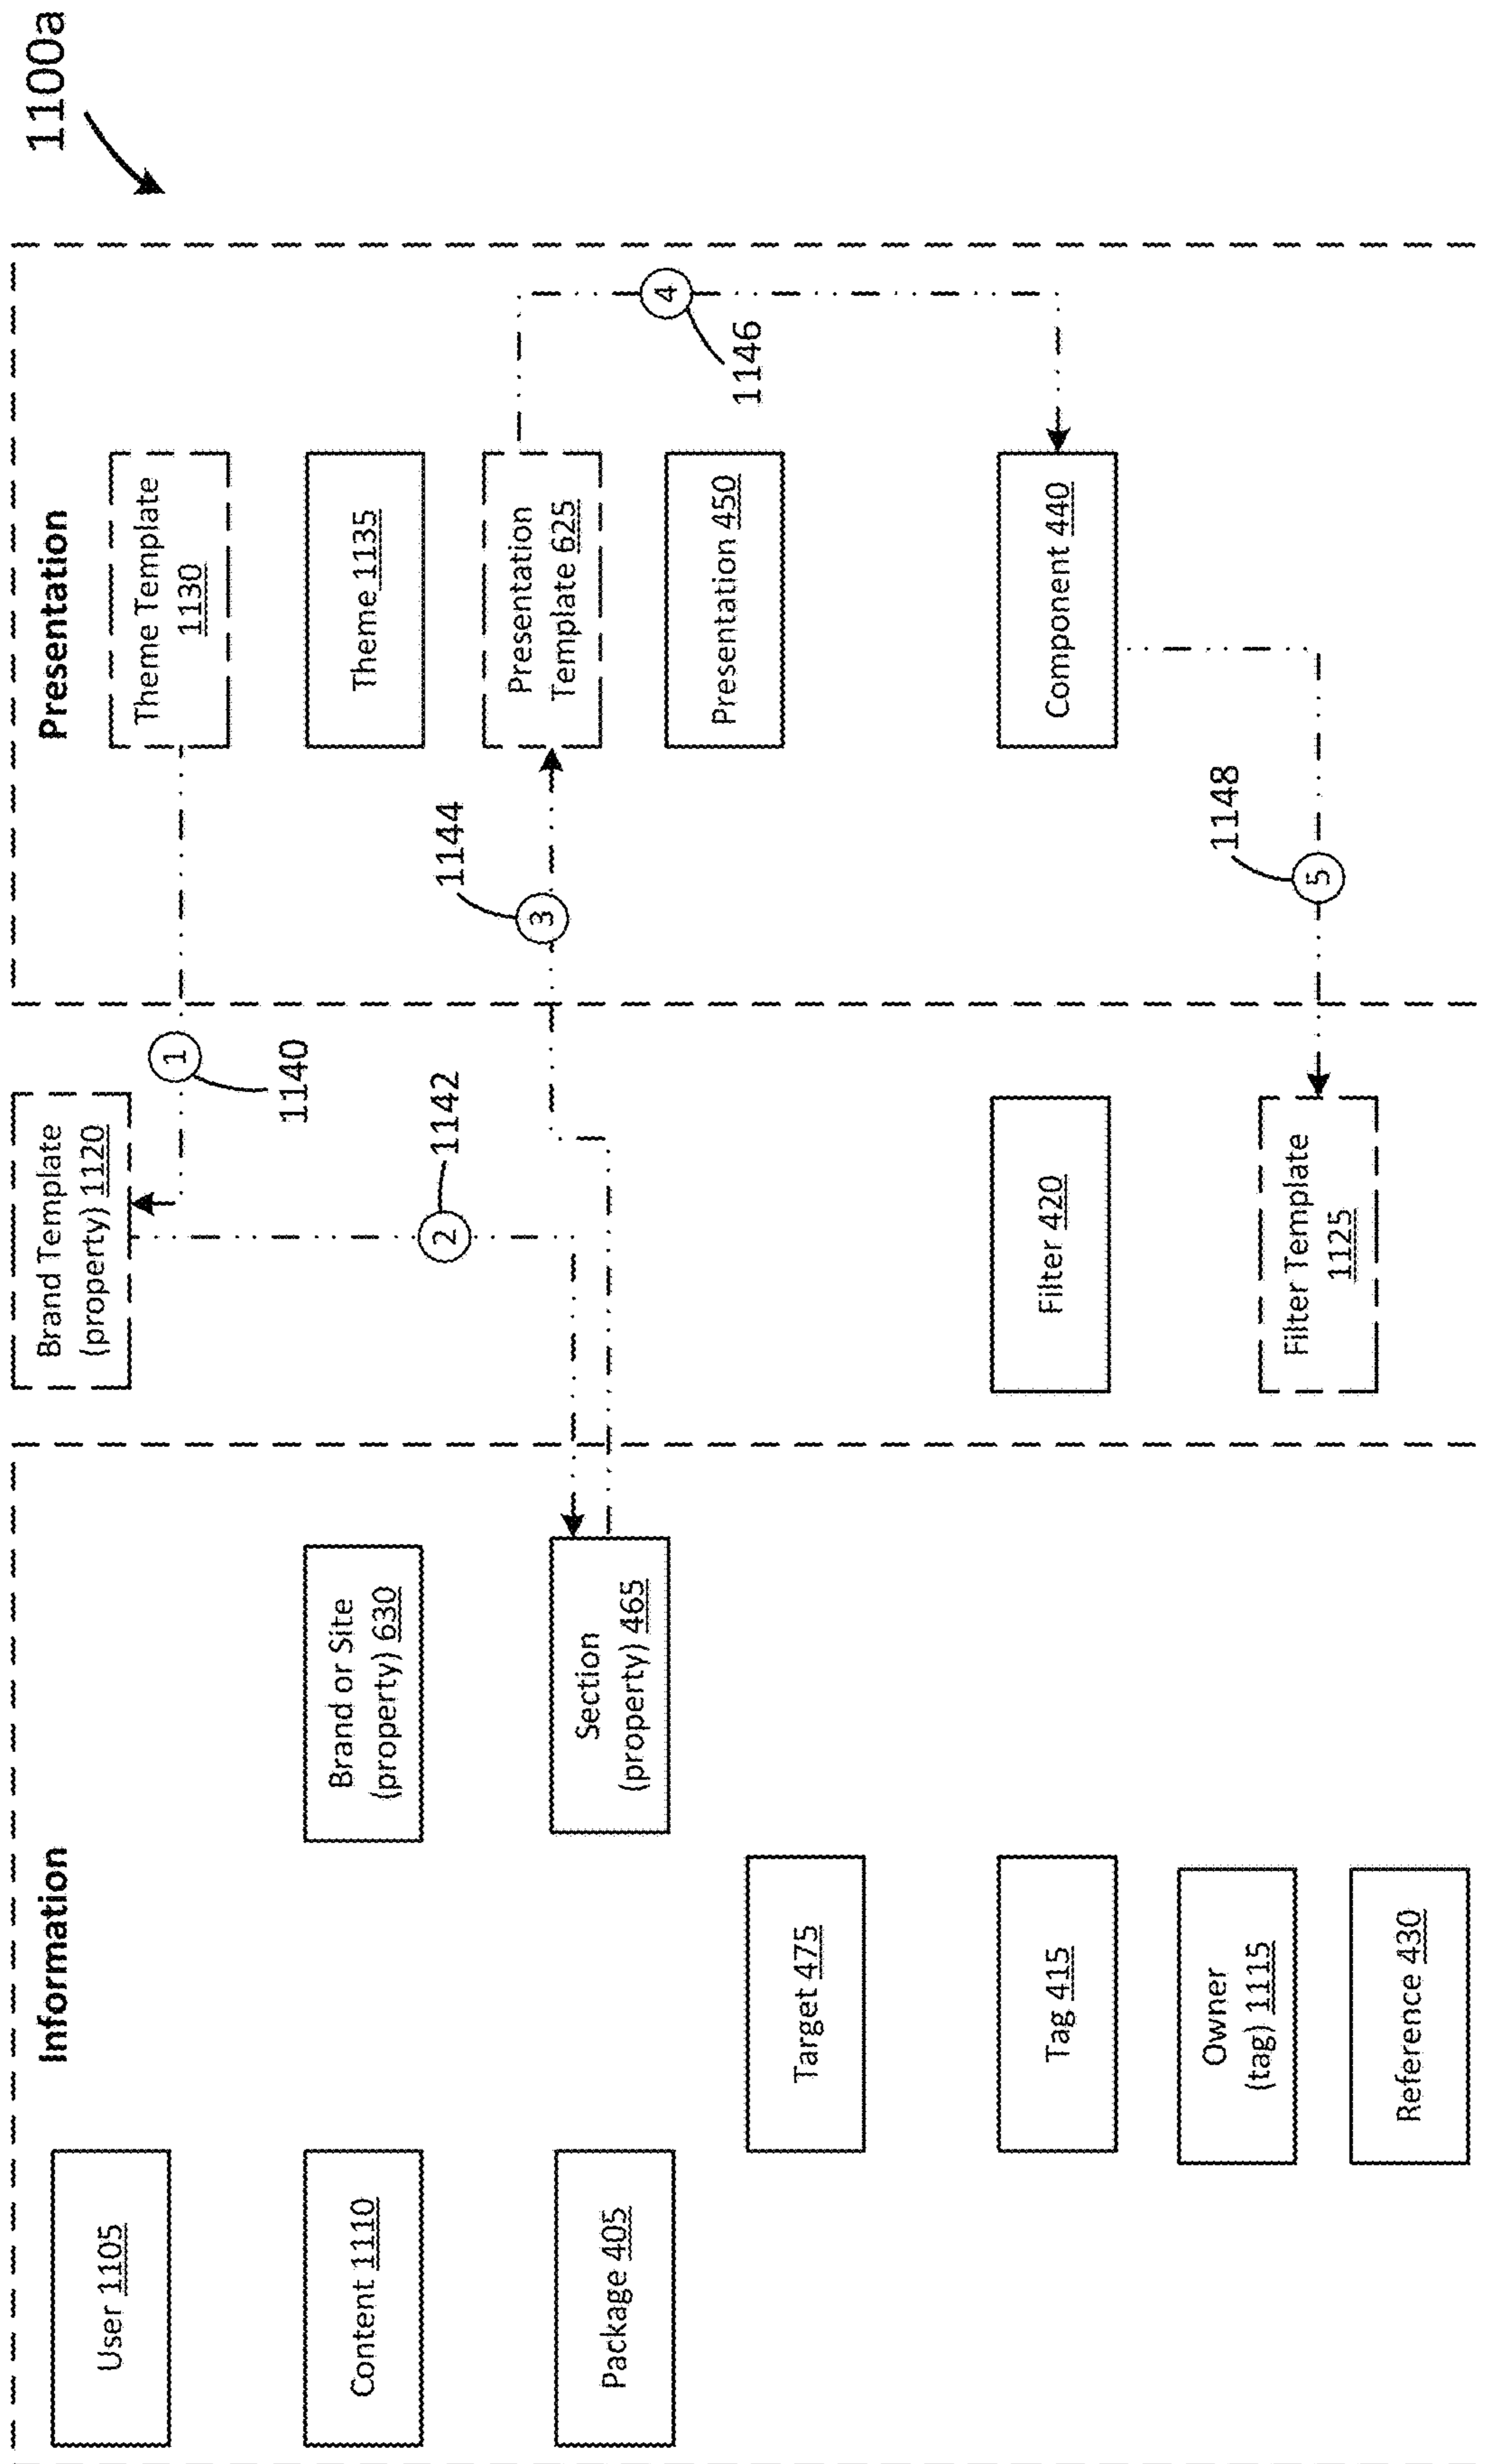 1100a
Information
Presentation
User 1105
Content 1110
Package 405
Target 475
Tag 415
Owner
(tag) 1115
Reference 430
Brand or Site
(property) 630
Section
(property) 465
Brand Template
(property) 1120
1
1140
2
1142
Filter 420
Filter Template
1125
Theme Template
1130
Theme 1135
Presentation
Template 625
Presentation 450
Component 440
3
1144
4
1146
5
1148